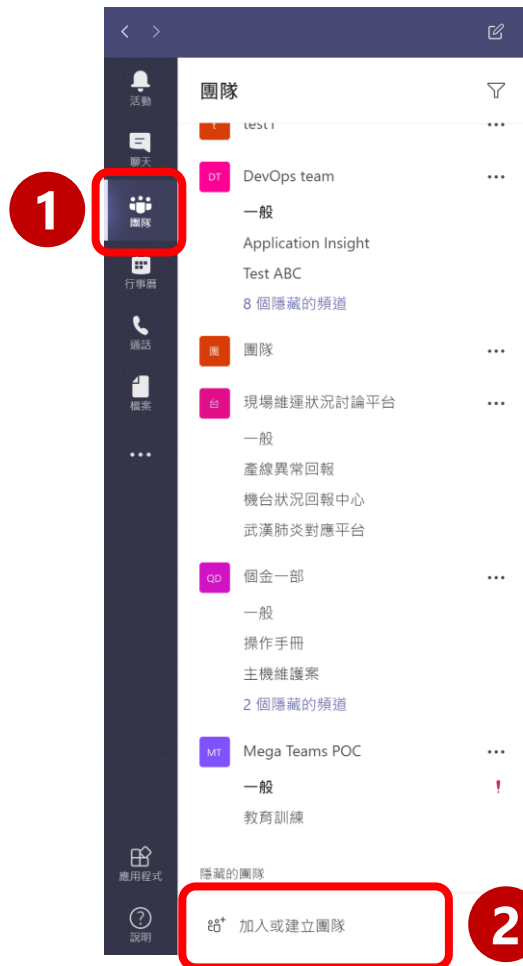 活動
聊天
1
團隊
行事曆
通話
檔案
應用程式
說明
團隊
test1
DT DevOps team
一般
Application Insight
Test ABC
8 個隱藏的頻道
團 團隊
台 現場維運狀況討論平台
一般
產線異常回報
機台狀況回報中心
武漢肺炎對應平台
QD 個金一部
一般
操作手冊
主機維護案
2 個隱藏的頻道
MT Mega Teams POC
一般
教育訓練
隱藏的團隊
加入或建立團隊
2